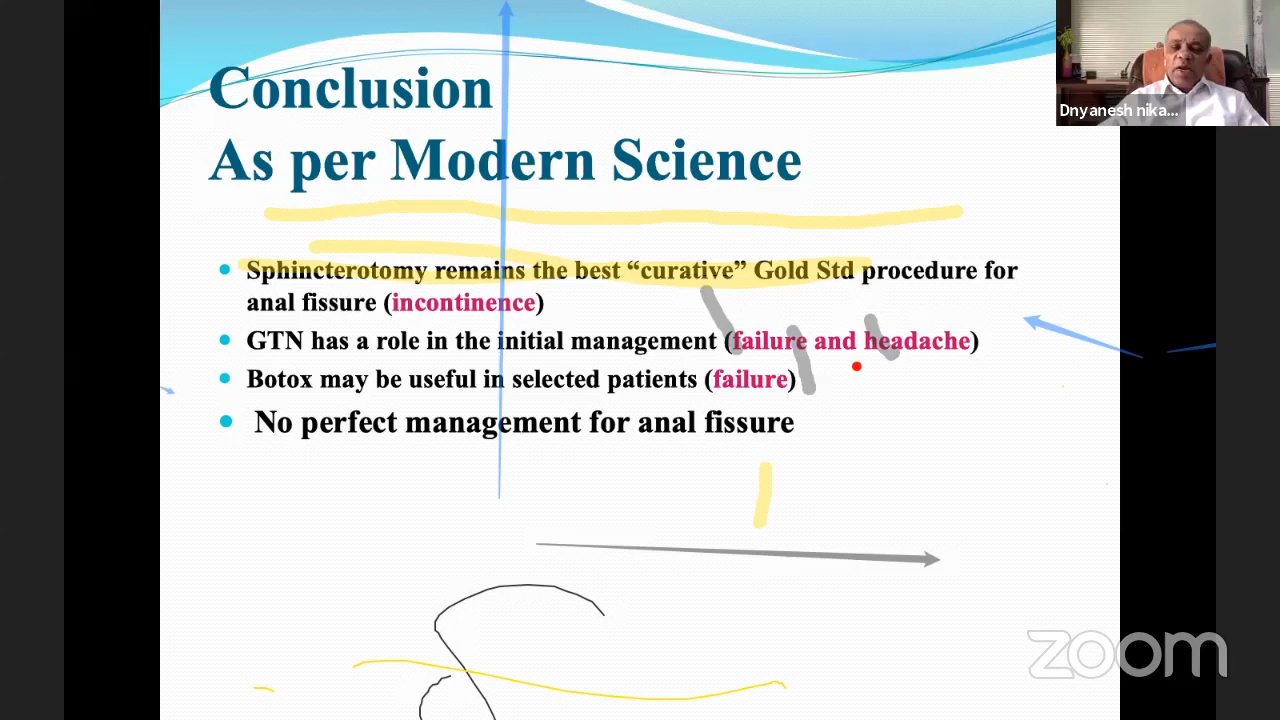 Conclusion
As per Modern Science
Dnyanesh nika...
• Sphincterotomy remains the best “curative” Gold Std procedure for
anal fissure (incontinence)
• GTN has a role in the initial management (failure and headache)
• Botox may be useful in selected patients (failure)
• No perfect management for anal fissure
zoom